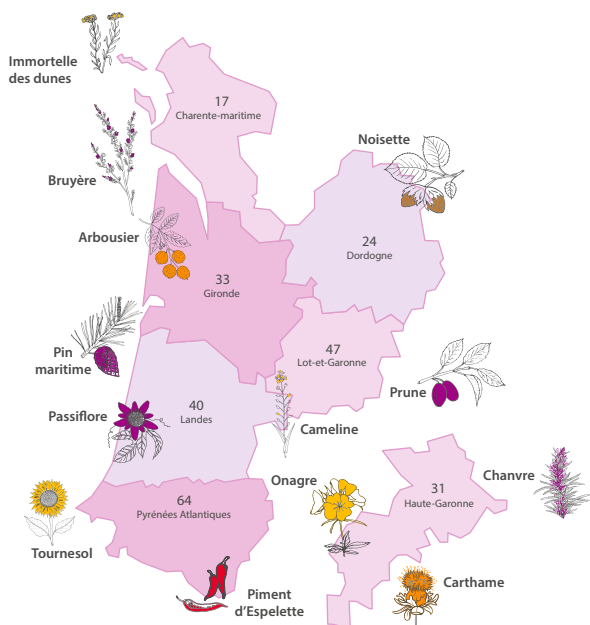 Immortelle
des dunes
17
Charente-maritime
Noisette
Bruyère
Arbousier
24
Dordogne
33
Gironde
47
Lot-et-Garonne
Pin
maritime
Prune
40
Landes
Passiflore
Cameline
Onagre
Chanvre
31
Haute-Garonne
64
Pyrénées Atlantiques
Tournesol
Carthame
Piment
d'Espelette